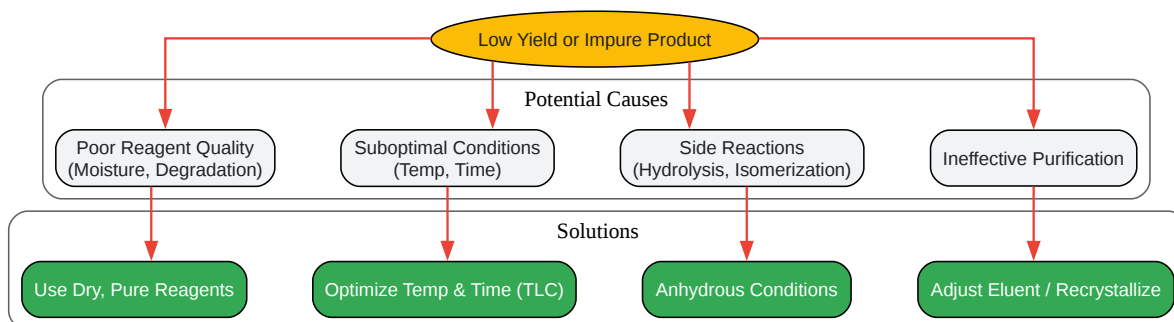 Low Yield or Impure Product
Potential Causes
Poor Reagent Quality
(Moisture, Degradation)
Suboptimal Conditions
(Temp, Time)
Side Reactions
(Hydrolysis, Isomerization)
Ineffective Purification
Solutions
Use Dry, Pure Reagents
Optimize Temp & Time (TLC)
Anhydrous Conditions
Adjust Eluent / Recrystallize